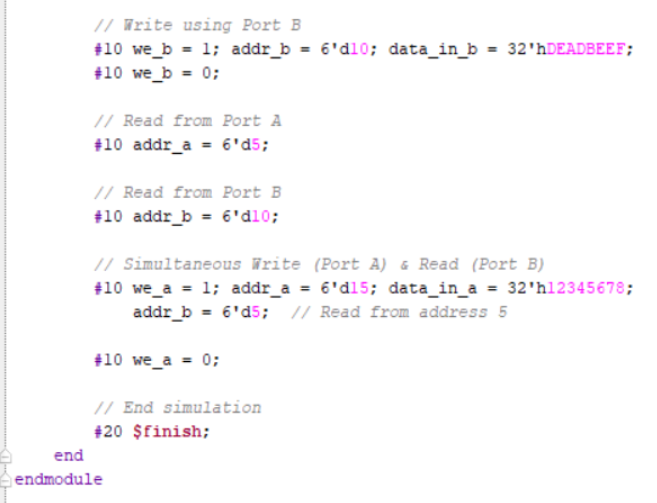 // Write using Port B
#10 we_b = 1; addr_b = 6'd10; data_in_b = 32'hDEADBEEF;
#10 we_b = 0;
// Read from Port A
#10 addr_a = 6'd5;
// Read from Port B
#10 addr_b = 6'd10;
// Simultaneous Write (Port A) & Read (Port B)
#10 we_a = 1; addr_a = 6'd15; data_in_a = 32'h12345678;
addr_b = 6'd5;  // Read from address 5
#10 we_a = 0;
// End simulation
#20 $finish;
end
endmodule